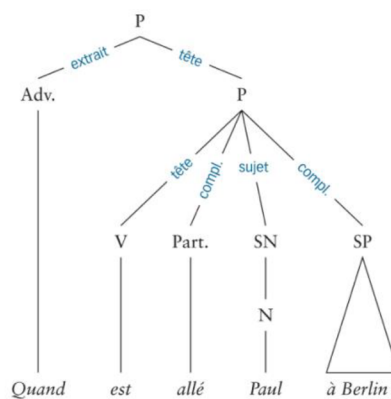 P
extrait tête
Adv. P
tête compl. sujet compl.
V Part. SN SP
N
Quand est allé Paul à Berlin